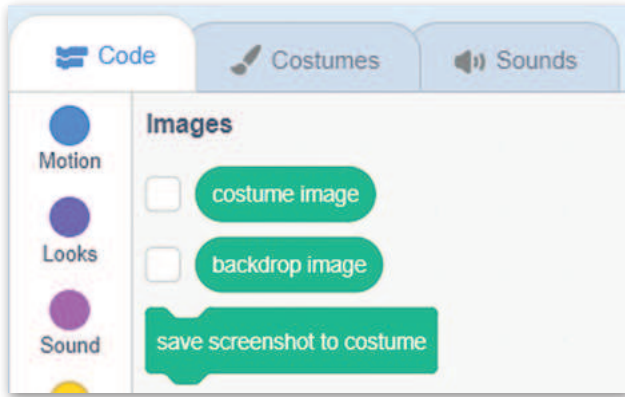 Code Costumes Sounds
Images
Motion
costume image
Looks
backdrop image
Sound
save screenshot to costume